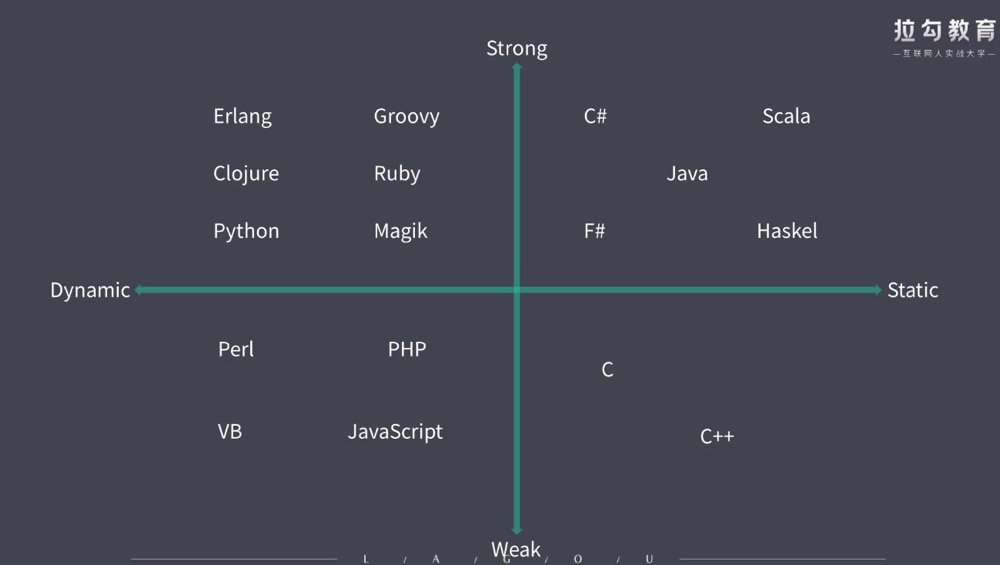 拉勾教育
—互联网人实战大学—
Strong
Erlang Groovy C# Scala
Clojure Ruby Java
Python Magik F# Haskel
Dynamic Static
Perl PHP
C
VB JavaScript
C++
Weak
L / A / G / O / U